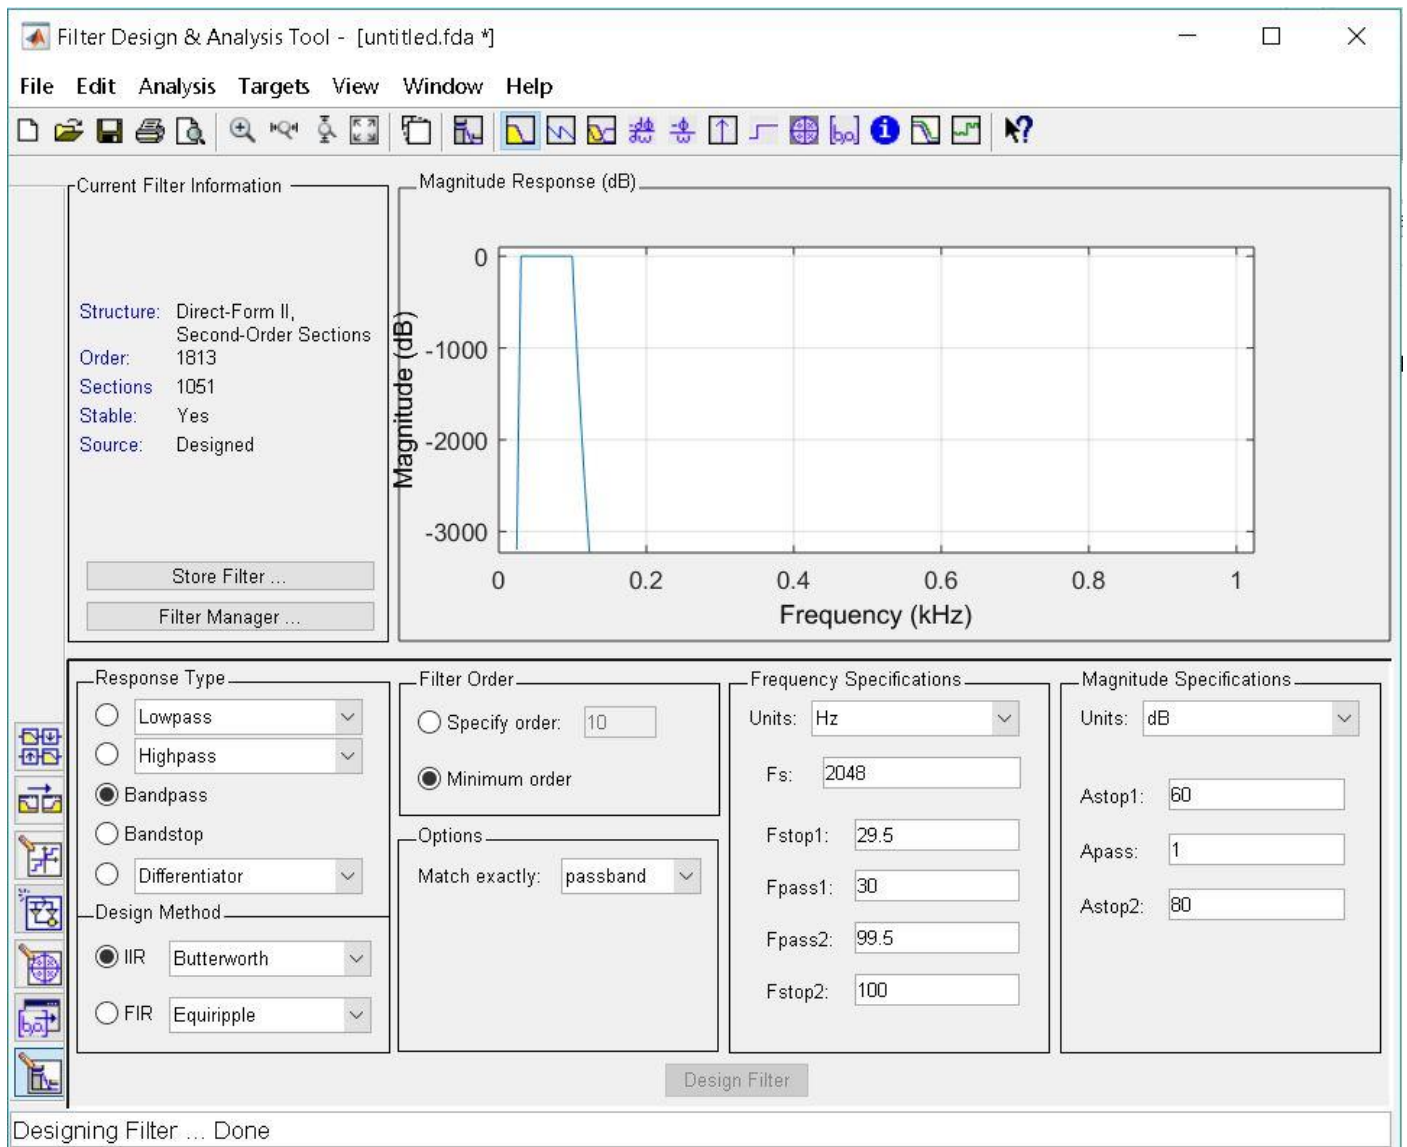 Filter Design & Analysis Tool - [untitled.fda *]
File Edit Analysis Targets View Window Help
Current Filter Information
Structure: Direct-Form II,
Second-Order Sections
Order: 1813
Sections 1051
Stable: Yes
Source: Designed
Store Filter ...
Filter Manager ...
Magnitude Response (dB)
Magnitude (dB)
0
-1000
-2000
-3000
0 0.2 0.4 0.6 0.8 1
Frequency (kHz)
Response Type
Lowpass
Highpass
Bandpass
Bandstop
Differentiator
Design Method
IIR Butterworth
FIR Equiripple
Filter Order
Specify order: 10
Minimum order
Options
Match exactly: passband
Frequency Specifications
Units: Hz
Fs: 2048
Fstop1: 29.5
Fpass1: 30
Fpass2: 99.5
Fstop2: 100
Magnitude Specifications
Units: dB
Astop1: 60
Apass: 1
Astop2: 80
Design Filter
Designing Filter ... Done